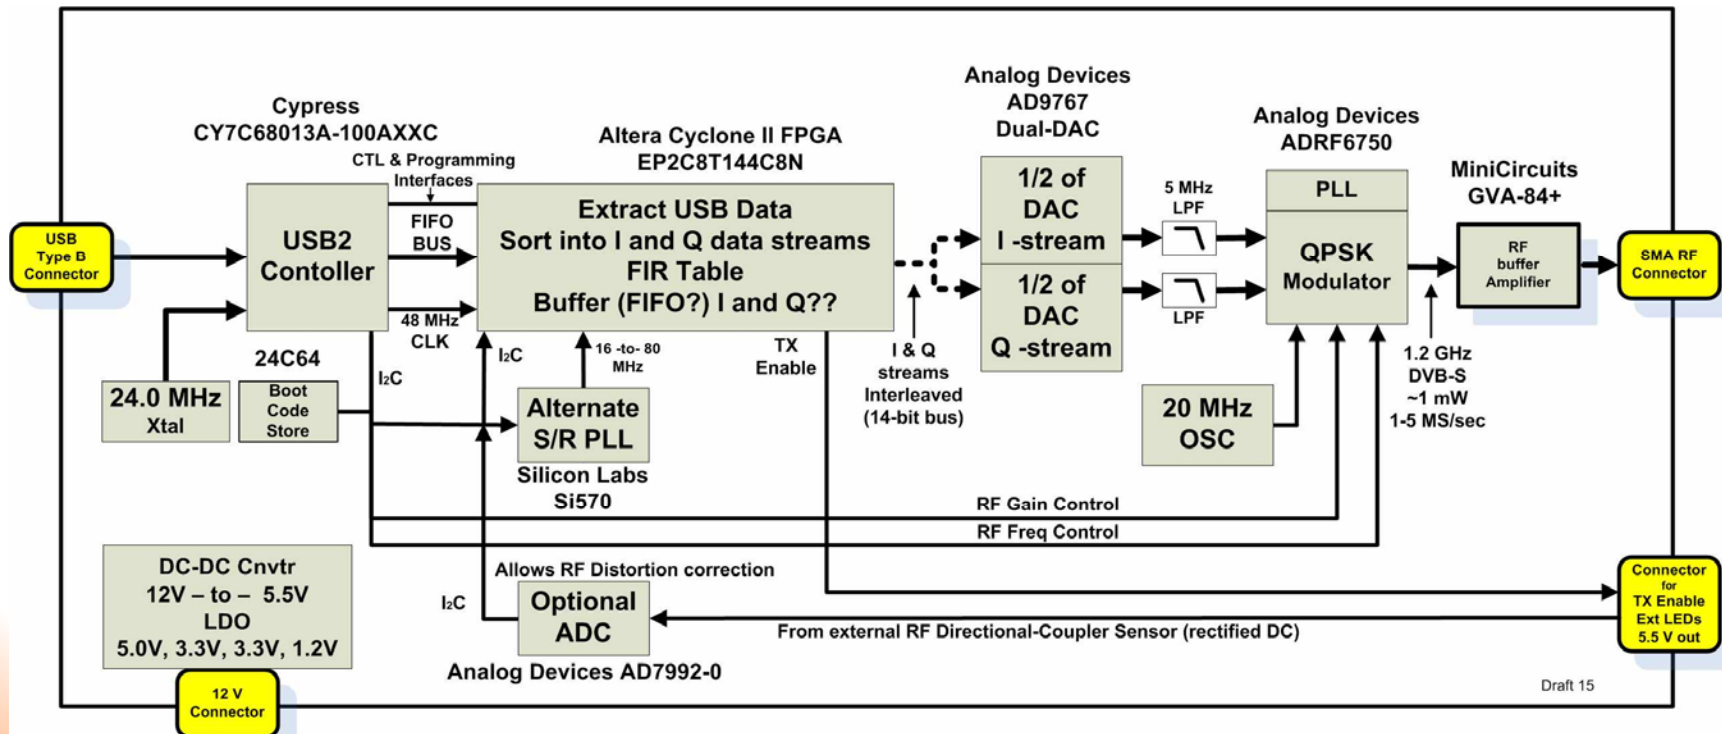 Cypress
CY7C68013A-100AXXC
CTL & Programming
Interfaces
FIFO
BUS
48 MHz
CLK
USB
Type B
Connector
USB2
Contoller
24.0 MHz
Xtal
24C64
Boot
Code
Store
I2C
Altera Cyclone II FPGA
EP2C8T144C8N
Extract USB Data
Sort into I and Q data streams
FIR Table
Buffer (FIFO?) I and Q??
I2C
16 -to- 80
MHz
TX
Enable
Alternate
S/R PLL
Silicon Labs
Si570
I & Q
streams
Interleaved
(14-bit bus)
Analog Devices
AD9767
Dual-DAC
1/2 of
DAC
I -stream
1/2 of
DAC
Q -stream
5 MHz
LPF
LPF
Analog Devices
ADRF6750
PLL
QPSK
Modulator
20 MHz
OSC
MiniCircuits
GVA-84+
RF
buffer
Amplifier
1.2 GHz
DVB-S
~1 mW
1-5 MS/sec
SMA RF
Connector
RF Gain Control
RF Freq Control
DC-DC Cnvtr
12V – to – 5.5V
LDO
5.0V, 3.3V, 3.3V, 1.2V
12 V
Connector
Allows RF Distortion correction
I2C
Optional
ADC
Analog Devices AD7992-0
From external RF Directional-Coupler Sensor (rectified DC)
Connector
for
TX Enable
Ext LEDs
5.5 V out
Draft 15